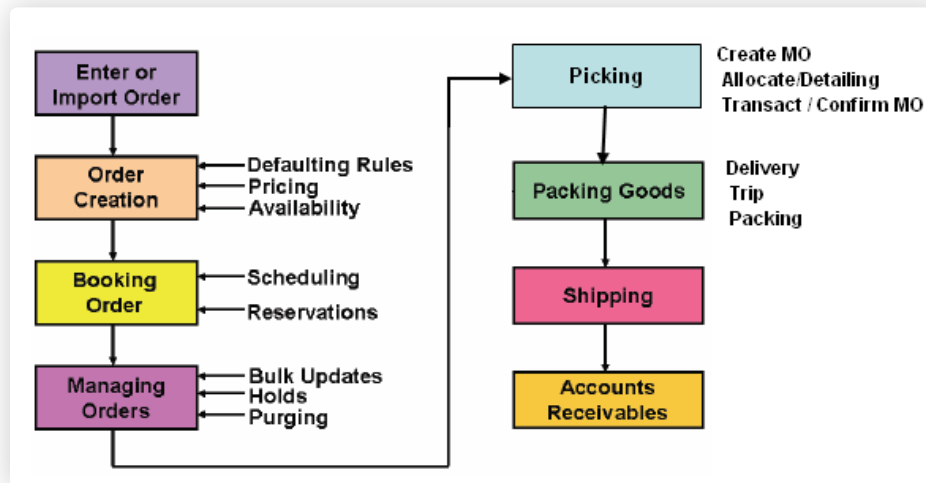 Enter or
Import Order
Order
Creation
Defaulting Rules
Pricing
Availability
Booking
Order
Scheduling
Reservations
Managing
Orders
Bulk Updates
Holds
Purging
Picking
Create MO
Allocate/Detailing
Transact / Confirm MO
Packing Goods
Delivery
Trip
Packing
Shipping
Accounts
Receivables